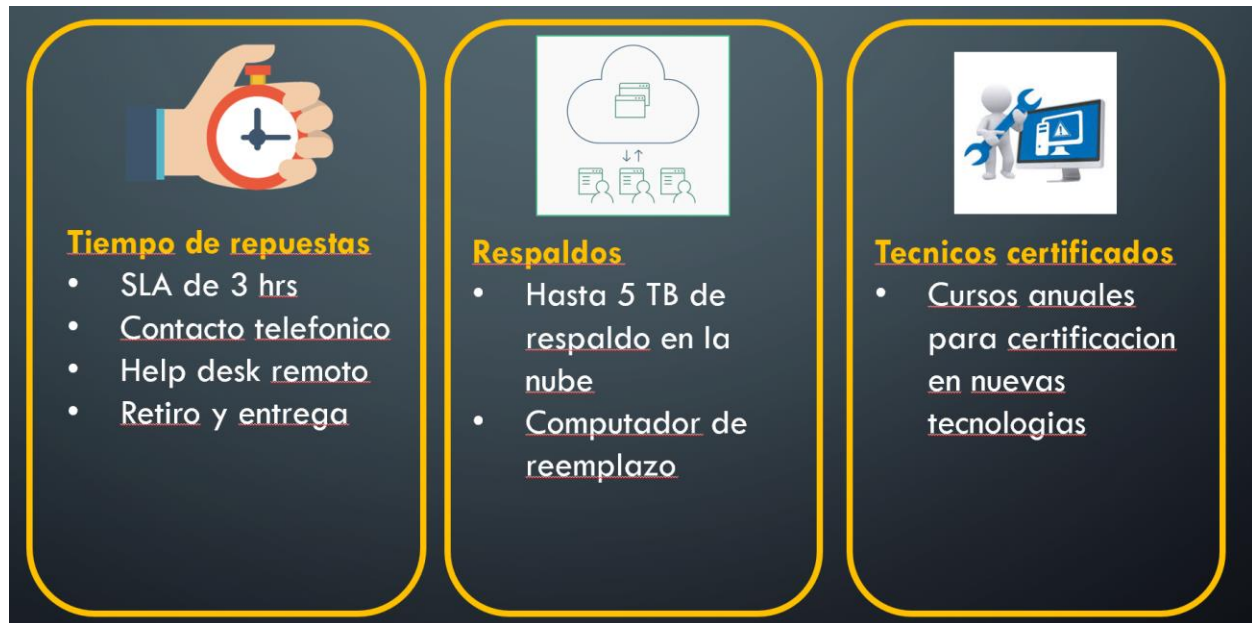 Tiempo de repuestas
• SLA de 3 hrs
• Contacto telefonico
• Help desk remoto
• Retiro y entrega
Respaldos
• Hasta 5 TB de
respaldo en la
nube
• Computador de
reemplazo
Tecnicos certificados
• Cursos anuales
para certificacion
en nuevas
tecnologias